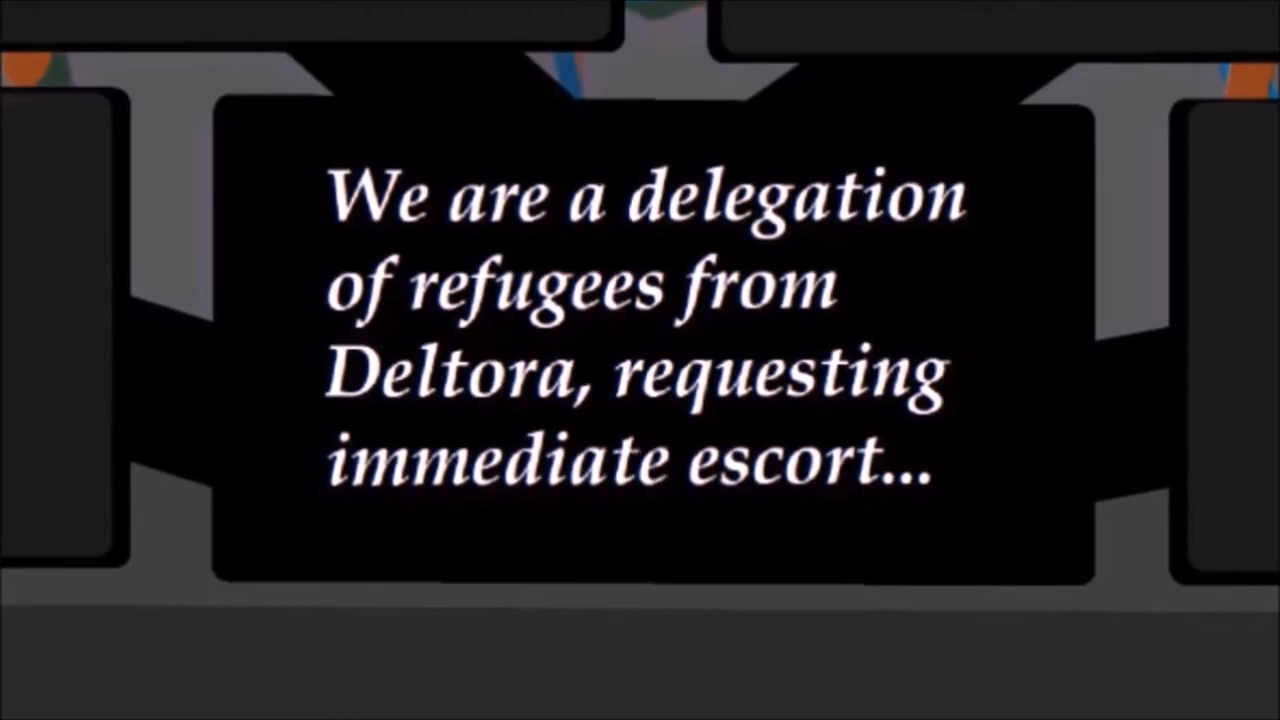 We are a delegation
of refugees from
Deltora, requesting
immediate escort...